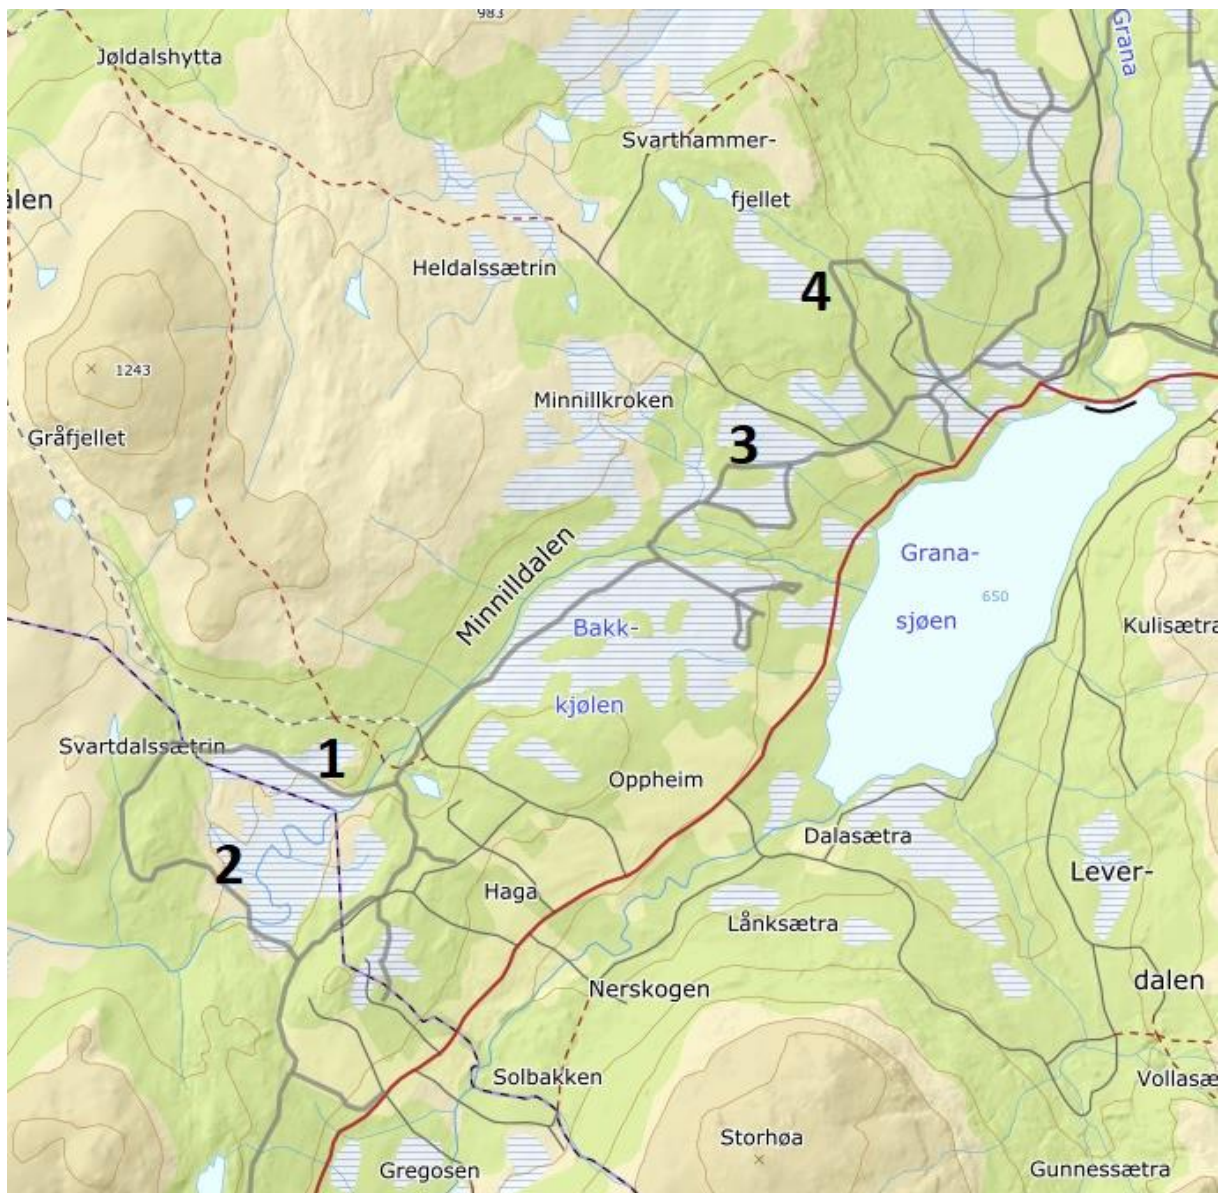 983
Grana
Jøldalshytta
Svarthammer-
fjellet
alen
Heldalssætrin
4
1243
Minnillkroken
Gråfjellet
3
Minnilldalen
Grana-
sjøen
650
Kulisætra
Bakk-
kjølen
Svartdalssætrin
1
Oppheim
Dalasætra
2
Haga
Lever-
dalen
Lånksætra
Nerskogen
Solbakken
Vollasæ
Storhøa
Gregosen
Gunnessætra